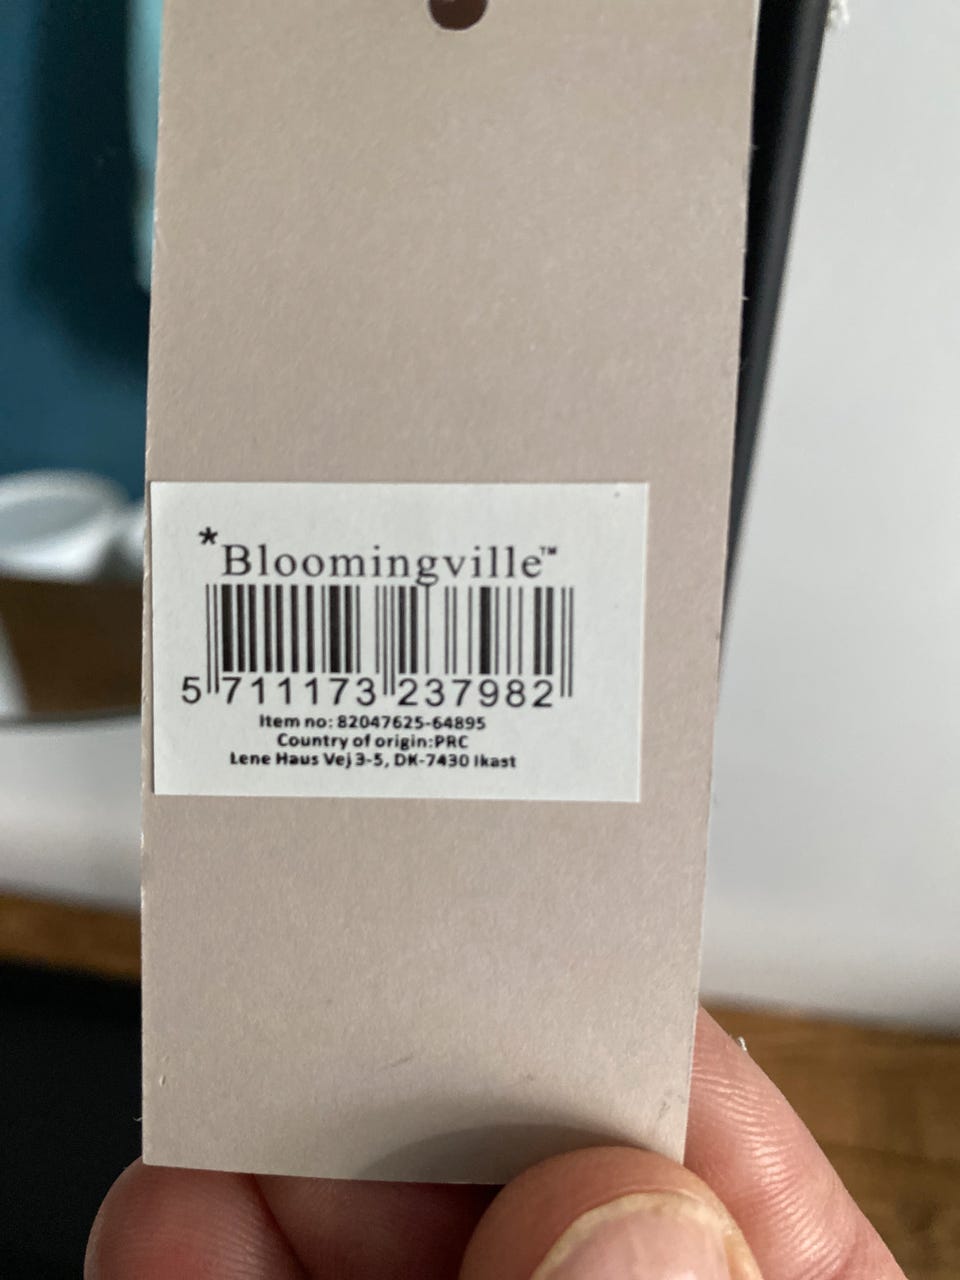 *Bloomingville™
5 711173 237982
Item no: 82047625-64895
Country of origin:PRC
Lene Haus Vej 3-5, DK-7430 Ikast